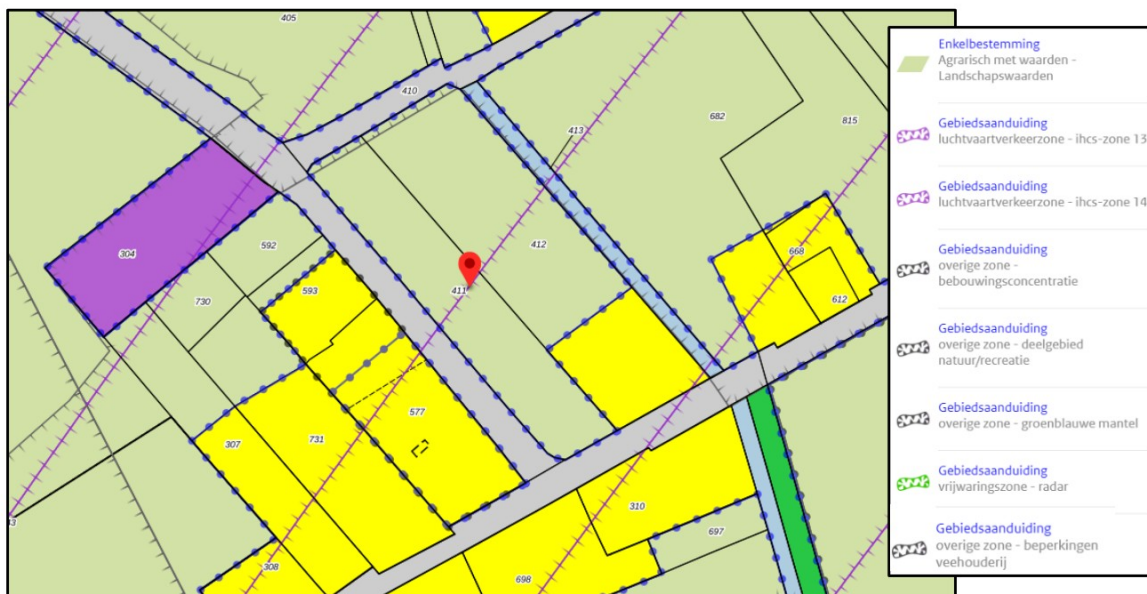 405
410
413
682
815
412
304
592
411
668
730
593
612
577
307
731
310
697
308
698
Enkelbestemming
Agrarisch met waarden -
Landschapswaarden
Gebiedsaanduiding
luchtvaartverkeerzone - ihcs-zone 13
Gebiedsaanduiding
luchtvaartverkeerzone - ihcs-zone 14
Gebiedsaanduiding
overige zone -
bebouwingsconcentratie
Gebiedsaanduiding
overige zone - deelgebied
natuur/recreatie
Gebiedsaanduiding
overige zone - groenblauwe mantel
Gebiedsaanduiding
vrijwaringszone - radar
Gebiedsaanduiding
overige zone - beperkingen
veehouderij